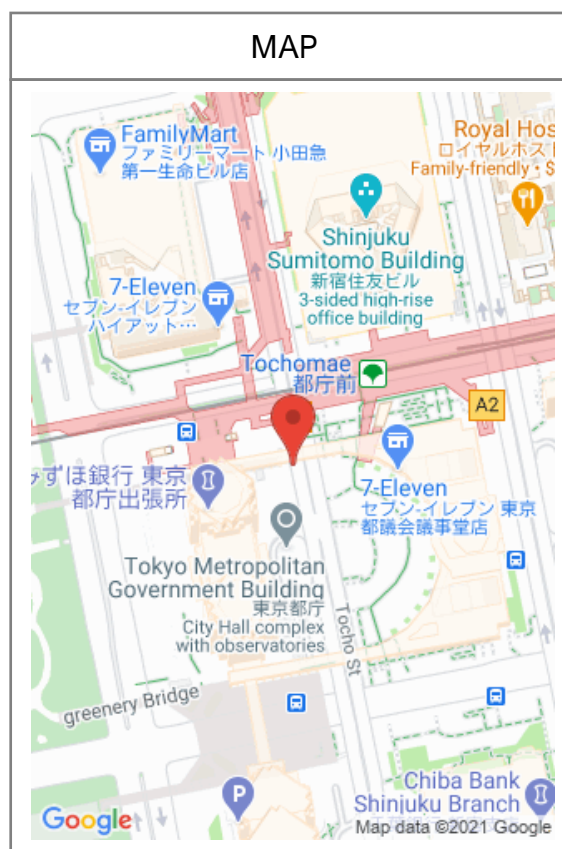 MAP
FamilyMart
ファミリーマート 小田急
第一生命ビル店
Royal Hos
ロイヤルホスト
Family-friendly • $
Shinjuku
Sumitomo Building
新宿住友ビル
3-sided high-rise
office building
7-Eleven
セブン-イレブン
ハイアット…
Tochomae
都庁前
A2
みずほ銀行 東京
都庁出張所
7-Eleven
セブン-イレブン 東京
都議会議事堂店
Tokyo Metropolitan
Government Building
東京都庁
City Hall complex
with observatories
Tocho St
greenery Bridge
P
Chiba Bank
Shinjuku Branch
Google
Map data ©2021 Google